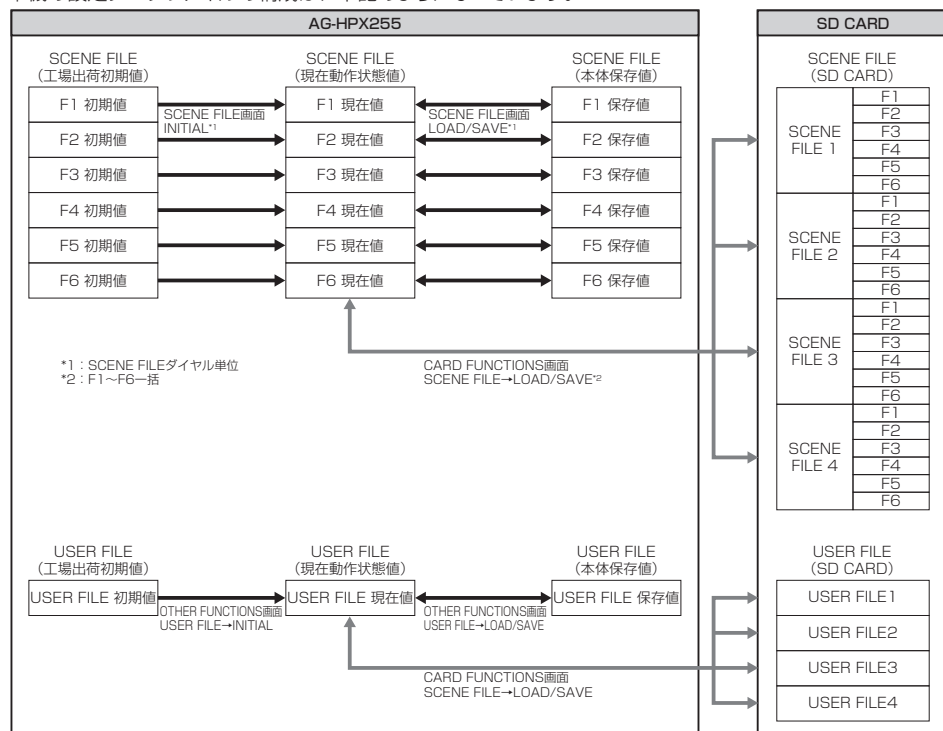 AG-HPX255
SD CARD
SCENE FILE
(工場出荷初期値)
SCENE FILE
(現在動作状態値)
SCENE FILE
(本体保存値)
SCENE FILE
(SD CARD)
F1 初期値
SCENE FILE画面
INITIAL*1
F1 現在値
SCENE FILE画面
LOAD/SAVE*1
F1 保存値
F2 初期値
F2 現在値
F2 保存値
F3 初期値
F3 現在値
F3 保存値
F4 初期値
F4 現在値
F4 保存値
F5 初期値
F5 現在値
F5 保存値
F6 初期値
F6 現在値
F6 保存値
*1：SCENE FILEダイヤル単位
*2：F1～F6一括
CARD FUNCTIONS画面
SCENE FILE→LOAD/SAVE*2
SCENE
FILE 1
F1
F2
F3
F4
F5
F6
SCENE
FILE 2
F1
F2
F3
F4
F5
F6
SCENE
FILE 3
F1
F2
F3
F4
F5
F6
SCENE
FILE 4
F1
F2
F3
F4
F5
F6
USER FILE
(工場出荷初期値)
USER FILE
(現在動作状態値)
USER FILE
(本体保存値)
USER FILE
(SD CARD)
USER FILE 初期値
OTHER FUNCTIONS画面
USER FILE→INITIAL
USER FILE 現在値
OTHER FUNCTIONS画面
USER FILE→LOAD/SAVE
USER FILE 保存値
CARD FUNCTIONS画面
SCENE FILE→LOAD/SAVE
USER FILE1
USER FILE2
USER FILE3
USER FILE4